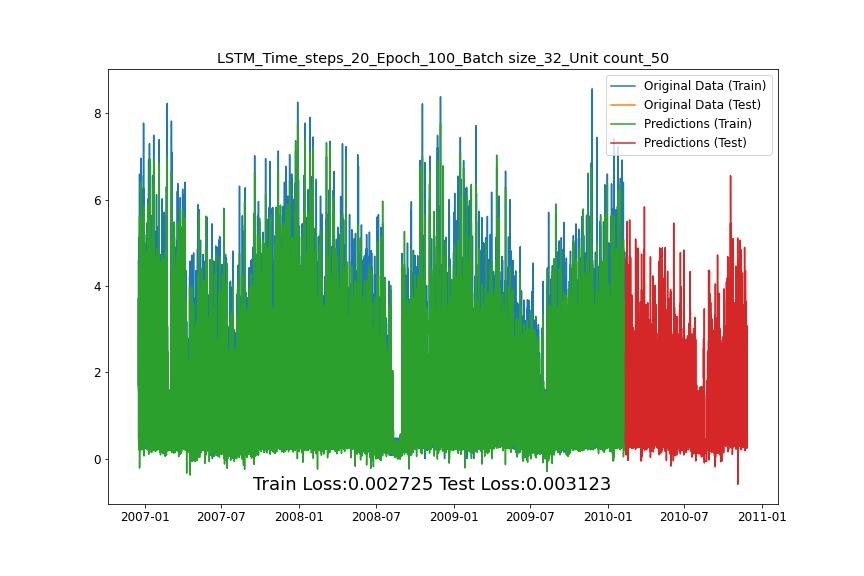 LSTM_Time_steps_20_Epoch_100_Batch size_32_Unit count_50
Original Data (Train)
Original Data (Test)
Predictions (Train)
Predictions (Test)
8
6
4
2
0
Train Loss:0.002725 Test Loss:0.003123
2007-01 2007-07 2008-01 2008-07 2009-01 2009-07 2010-01 2010-07 2011-01